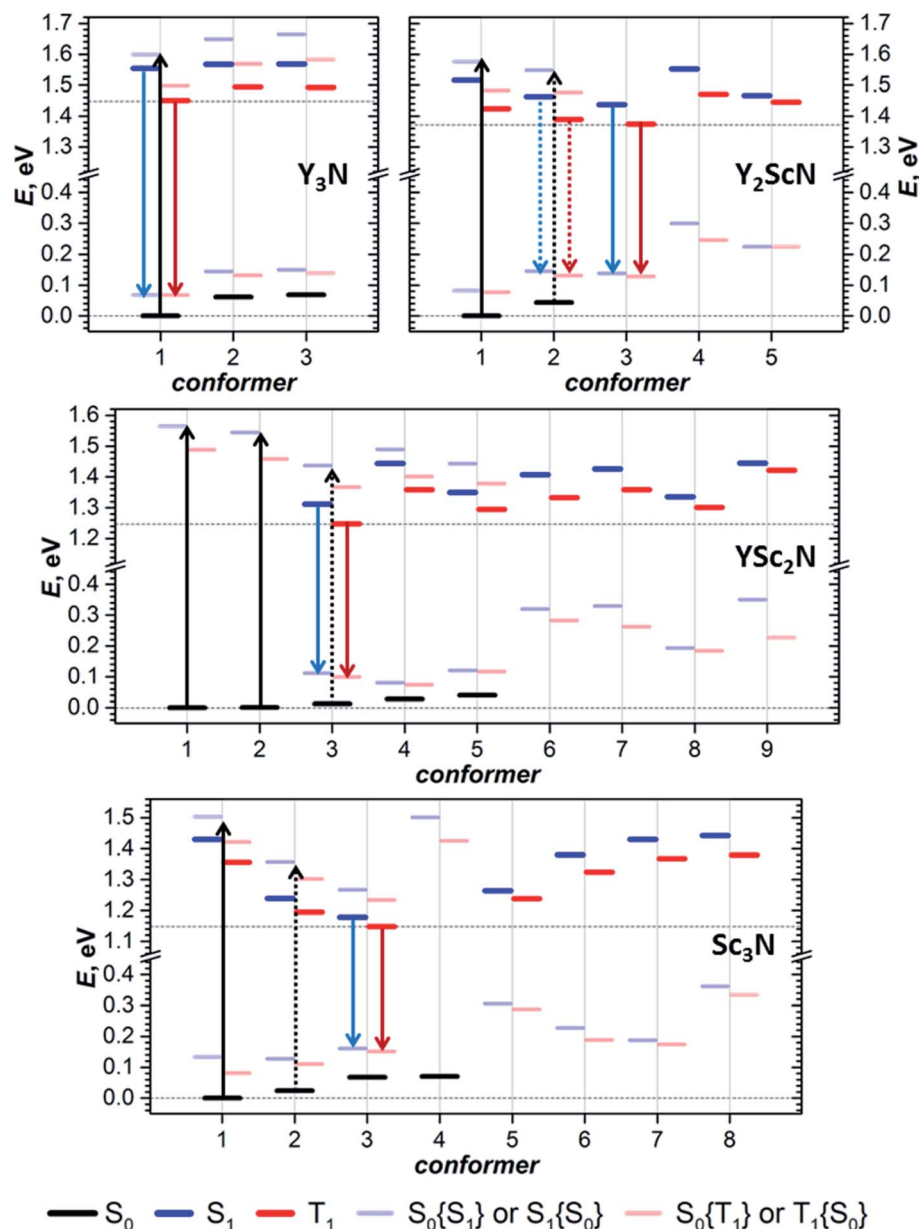 1.7
1.6
1.5
1.4
1.3
0.4
0.3
0.2
0.1
0.0
E, eV
Y₃N
1 2 3
conformer
Y₂ScN
1.7
1.6
1.5
1.4
1.3
0.4
0.3
0.2
0.1
0.0
E, eV
1 2 3 4 5
conformer
1.6
1.5
1.4
1.3
1.2
0.4
0.3
0.2
0.1
0.0
E, eV
YSc₂N
1 2 3 4 5 6 7 8 9
conformer
1.5
1.4
1.3
1.2
1.1
0.4
0.3
0.2
0.1
0.0
E, eV
Sc₃N
1 2 3 4 5 6 7 8
conformer
S₀ S₁ T₁ S₀{S₁} or S₁{S₀} S₀{T₁} or T₁{S₀}